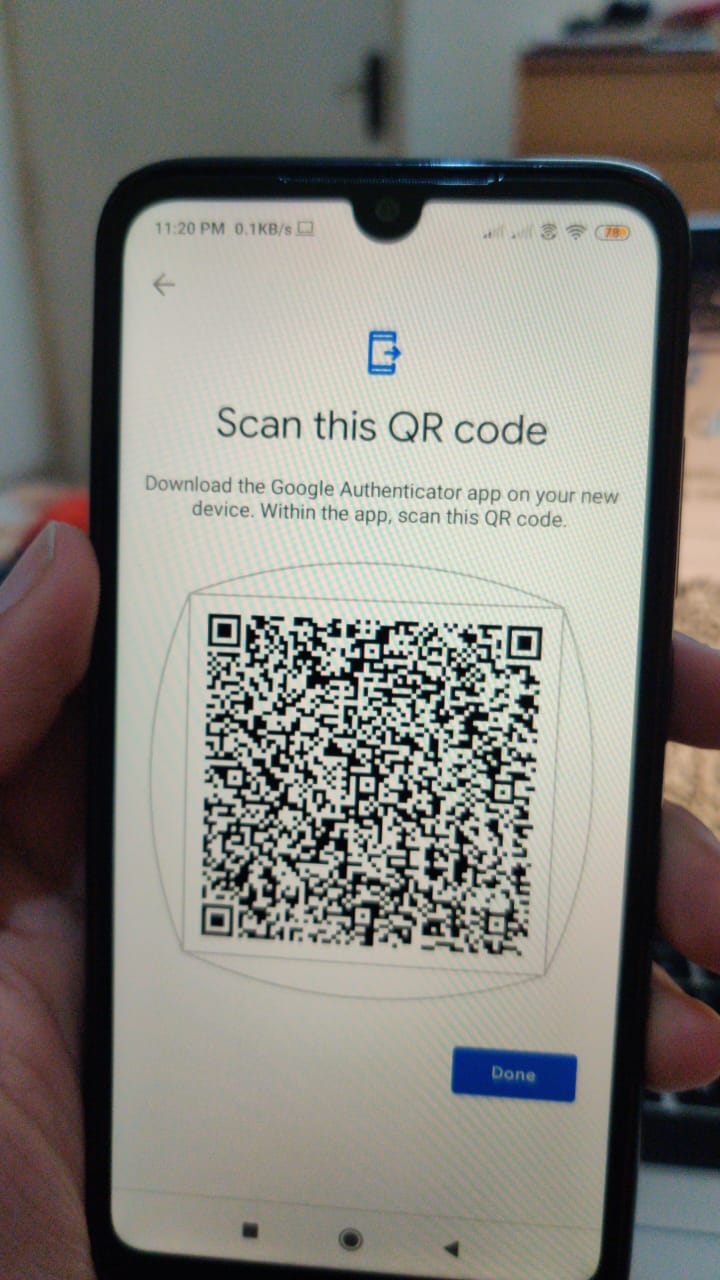 11:20 PM 0.1KB/s 78
Scan this QR code
Download the Google Authenticator app on your new
device. Within the app, scan this QR code.
Done